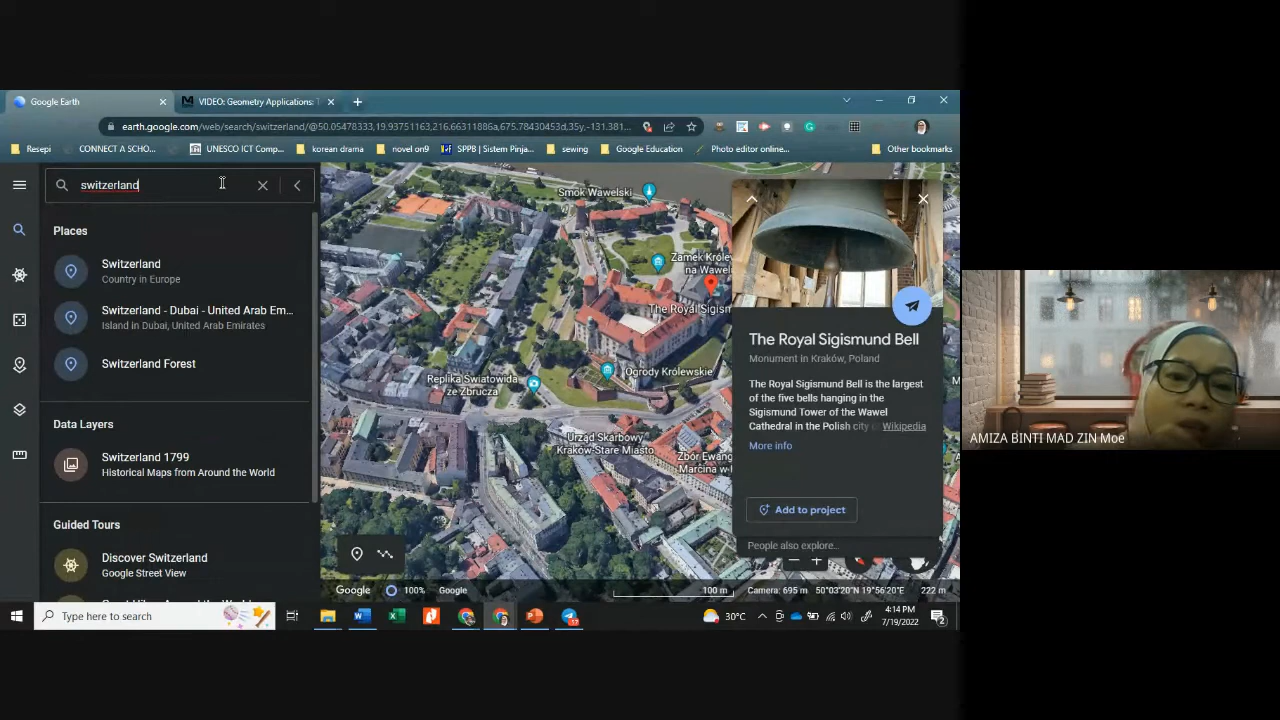 Google Earth
VIDEO: Geometry Applications: T
earth.google.com/web/search/switzerland/@50.05478333,19.93751163,216.66311886a,675.78430453d,35y,-131.381...
Resepi
CONNECT A SCHO...
UNESCO ICT Comp...
korean drama
novel on9
SPPB | Sistem Pinja...
sewing
Google Education
Photo editor online...
Other bookmarks
switzerland
Places
Switzerland
Country in Europe
Switzerland - Dubai - United Arab Em...
Island in Dubai, United Arab Emirates
Switzerland Forest
Data Layers
Switzerland 1799
Historical Maps from Around the World
Guided Tours
Discover Switzerland
Google Street View
Smok Wawelski
Zamek Królew
na Wawel
The Royal Sigism
Ogrody Królewskie
Replika Światowida
ze Zbrucza
Urząd Skarbowy
Kraków-Stare Miasto
Zbór Ewang
Marcina w
The Royal Sigismund Bell
Monument in Kraków, Poland
The Royal Sigismund Bell is the largest
of the five bells hanging in the
Sigismund Tower of the Wawel
Cathedral in the Polish city
Wikipedia
More info
Add to project
People also explore...
Google
100%
Google
100 m
Camera: 695 m
50°03'20"N 19°56'20"E
222 m
Type here to search
30°C
4:14 PM
7/19/2022
AMIZA BINTI MAD ZIN Moe